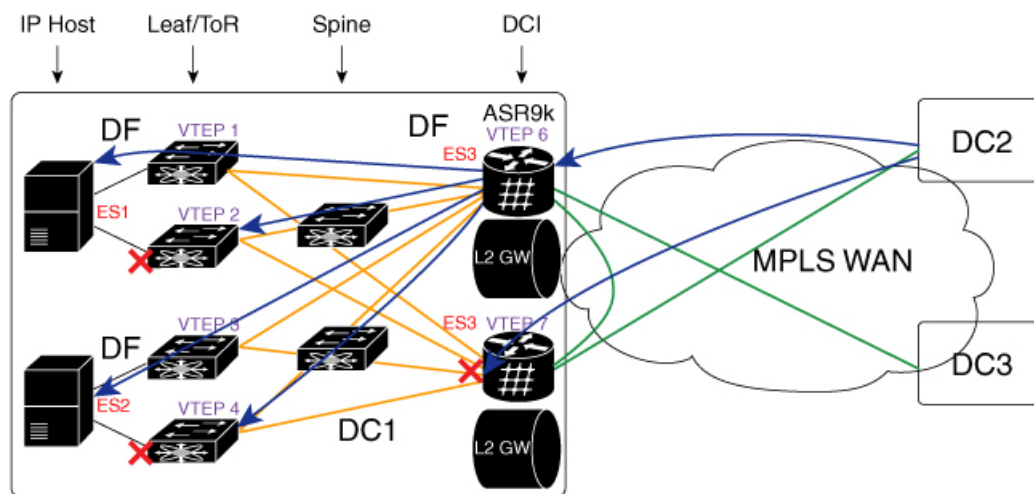 IP Host
Leaf/ToR
Spine
DCI
DF
VTEP 1
DF
ASR9k
VTEP 6
ES3
DC2
ES1
VTEP 2
L2 GW
MPLS WAN
DF
VTEP 3
ES3
VTEP 7
DC3
ES2
VTEP 4
DC1
L2 GW